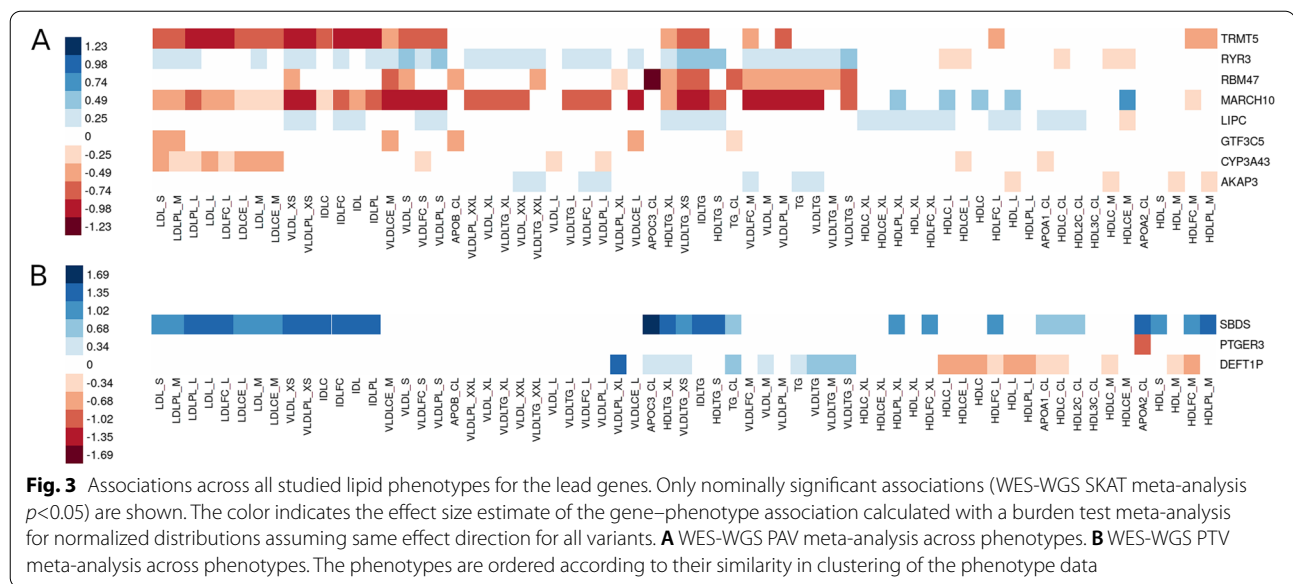 A
1.23
0.98
0.74
0.49
0.25
0
-0.25
-0.49
-0.74
-0.98
-1.23
TRMT5
RYR3
RBM47
MARCH10
LIPC
GTF3C5
CYP3A43
AKAP3
LDL_S
LDLPL_M
LDLPL_L
LDL_L
LDLFC_L
LDLCE_L
LDL_M
LDLCE_M
VLDL_XS
VLDLPL_XS
IDLC
IDLFC
IDL
IDLPL
VLDLCE_M
VLDL_S
VLDLFC_S
VLDLPL_S
APOB_CL
VLDLPL_XXL
VLDL_XL
VLDLTG_XL
VLDL_XXL
VLDLTG_XXL
VLDL_L
VLDLTG_L
VLDLFC_L
VLDLPL_L
VLDLPL_XL
VLDLCE_L
APOC3_CL
HDLTG_XL
VLDLTG_XS
IDLTG
HDLTG_S
TG_CL
VLDLFC_M
VLDL_M
VLDLPL_M
TG
VLDLTG
VLDLTG_M
VLDLTG_S
HDLC_XL
HDLCE_XL
HDLPL_XL
HDL_XL
HDLFC_XL
HDLC_L
HDLCE_L
HDLC
HDLFC_L
HDL_L
HDLPL_L
APOA1_CL
HDLC_CL
HDL2C_CL
HDL3C_CL
HDLC_M
HDLCE_M
APOA2_CL
HDL_S
HDL_M
HDLFC_M
HDLPL_M
B
1.69
1.35
1.02
0.68
0.34
0
-0.34
-0.68
-1.02
-1.35
-1.69
SBDS
PTGER3
DEFT1P
LDL_S
LDLPL_M
LDLPL_L
LDL_L
LDLFC_L
LDLCE_L
LDL_M
LDLCE_M
VLDL_XS
VLDLPL_XS
IDLC
IDLFC
IDL
IDLPL
VLDLCE_M
VLDL_S
VLDLFC_S
VLDLPL_S
APOB_CL
VLDLPL_XXL
VLDL_XL
VLDLTG_XL
VLDL_XXL
VLDLTG_XXL
VLDL_L
VLDLTG_L
VLDLFC_L
VLDLPL_L
VLDLPL_XL
VLDLCE_L
APOC3_CL
HDLTG_XL
VLDLTG_XS
IDLTG
HDLTG_S
TG_CL
VLDLFC_M
VLDL_M
VLDLPL_M
TG
VLDLTG
VLDLTG_M
VLDLTG_S
HDLC_XL
HDLCE_XL
HDLPL_XL
HDL_XL
HDLFC_XL
HDLC_L
HDLCE_L
HDLC
HDLFC_L
HDL_L
HDLPL_L
APOA1_CL
HDLC_CL
HDL2C_CL
HDL3C_CL
HDLC_M
HDLCE_M
APOA2_CL
HDL_S
HDL_M
HDLFC_M
HDLPL_M
Fig. 3 Associations across all studied lipid phenotypes for the lead genes. Only nominally significant associations (WES-WGS SKAT meta-analysis
p<0.05) are shown. The color indicates the effect size estimate of the gene–phenotype association calculated with a burden test meta-analysis
for normalized distributions assuming same effect direction for all variants. A WES-WGS PAV meta-analysis across phenotypes. B WES-WGS PTV
meta-analysis across phenotypes. The phenotypes are ordered according to their similarity in clustering of the phenotype data